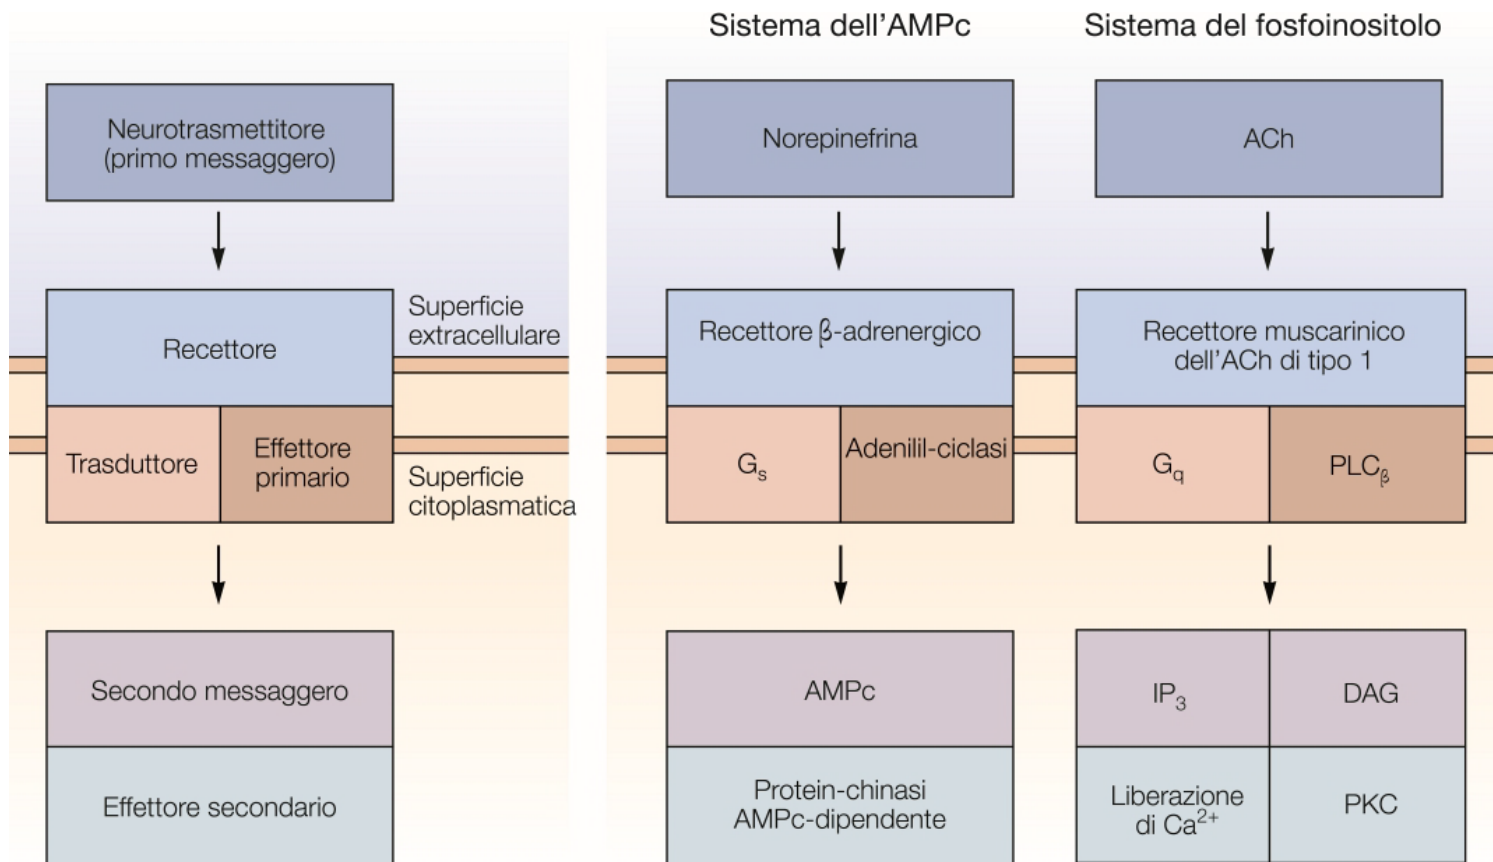 Sistema dell'AMPc
Sistema del fosfoinositolo
Neurotrasmettitore
(primo messaggero)
Norepinefrina
ACh
Recettore
Superficie
extracellulare
Recettore β-adrenergico
Recettore muscarinico
dell'ACh di tipo 1
Trasduttore
Effettore
primario
Superficie
citoplasmatica
Gs
Adenilil-ciclasi
Gq
PLCβ
Secondo messaggero
AMPc
IP3
DAG
Effettore secondario
Protein-chinasi
AMPc-dipendente
Liberazione
di Ca2+
PKC